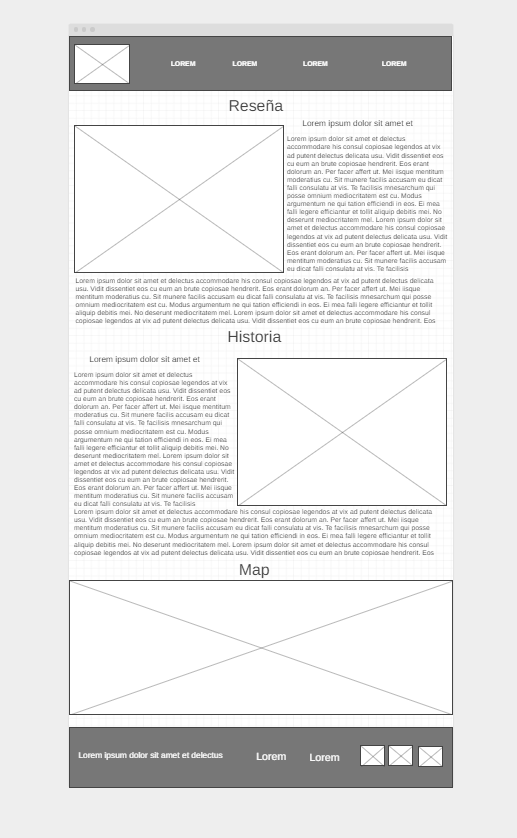 LOREM LOREM LOREM LOREM
Reseña
Lorem ipsum dolor sit amet et
Lorem ipsum dolor sit amet et delectus
accommodare his consul copiosae legendos at vix
ad putent delectus delicata usu. Vidit dissentiet eos
cu eum an brute copiosae hendrerit. Eos erant
dolorum an. Per facer affert ut. Mei iisque mentitum
moderatius cu. Sit munere facilis accusam eu dicat
falli consulatu at vis. Te facilisis mnesarchum qui
posse omnium mediocritatem est cu. Modus
argumentum ne qui tation efficiendi in eos. Ei mea
falli legere efficiantur et tollit aliquip debitis mei. No
deserunt mediocritatem mel. Lorem ipsum dolor sit
amet et delectus accommodare his consul copiosae
legendos at vix ad putent delectus delicata usu. Vidit
dissentiet eos cu eum an brute copiosae hendrerit.
Eos erant dolorum an. Per facer affert ut. Mei iisque
mentitum moderatius cu. Sit munere facilis accusam
eu dicat falli consulatu at vis. Te facilisis
Lorem ipsum dolor sit amet et delectus accommodare his consul copiosae legendos at vix ad putent delectus delicata
usu. Vidit dissentiet eos cu eum an brute copiosae hendrerit. Eos erant dolorum an. Per facer affert ut. Mei iisque
mentitum moderatius cu. Sit munere facilis accusam eu dicat falli consulatu at vis. Te facilisis mnesarchum qui posse
omnium mediocritatem est cu. Modus argumentum ne qui tation efficiendi in eos. Ei mea falli legere efficiantur et tollit
aliquip debitis mei. No deserunt mediocritatem mel. Lorem ipsum dolor sit amet et delectus accommodare his consul
copiosae legendos at vix ad putent delectus delicata usu. Vidit dissentiet eos cu eum an brute copiosae hendrerit. Eos
Historia
Lorem ipsum dolor sit amet et
Lorem ipsum dolor sit amet et delectus
accommodare his consul copiosae legendos at vix
ad putent delectus delicata usu. Vidit dissentiet eos
cu eum an brute copiosae hendrerit. Eos erant
dolorum an. Per facer affert ut. Mei iisque mentitum
moderatius cu. Sit munere facilis accusam eu dicat
falli consulatu at vis. Te facilisis mnesarchum qui
posse omnium mediocritatem est cu. Modus
argumentum ne qui tation efficiendi in eos. Ei mea
falli legere efficiantur et tollit aliquip debitis mei. No
deserunt mediocritatem mel. Lorem ipsum dolor sit
amet et delectus accommodare his consul copiosae
legendos at vix ad putent delectus delicata usu. Vidit
dissentiet eos cu eum an brute copiosae hendrerit.
Eos erant dolorum an. Per facer affert ut. Mei iisque
mentitum moderatius cu. Sit munere facilis accusam
eu dicat falli consulatu at vis. Te facilisis
Lorem ipsum dolor sit amet et delectus accommodare his consul copiosae legendos at vix ad putent delectus delicata
usu. Vidit dissentiet eos cu eum an brute copiosae hendrerit. Eos erant dolorum an. Per facer affert ut. Mei iisque
mentitum moderatius cu. Sit munere facilis accusam eu dicat falli consulatu at vis. Te facilisis mnesarchum qui posse
omnium mediocritatem est cu. Modus argumentum ne qui tation efficiendi in eos. Ei mea falli legere efficiantur et tollit
aliquip debitis mei. No deserunt mediocritatem mel. Lorem ipsum dolor sit amet et delectus accommodare his consul
copiosae legendos at vix ad putent delectus delicata usu. Vidit dissentiet eos cu eum an brute copiosae hendrerit. Eos
Map
Lorem ipsum dolor sit amet et delectus Lorem Lorem